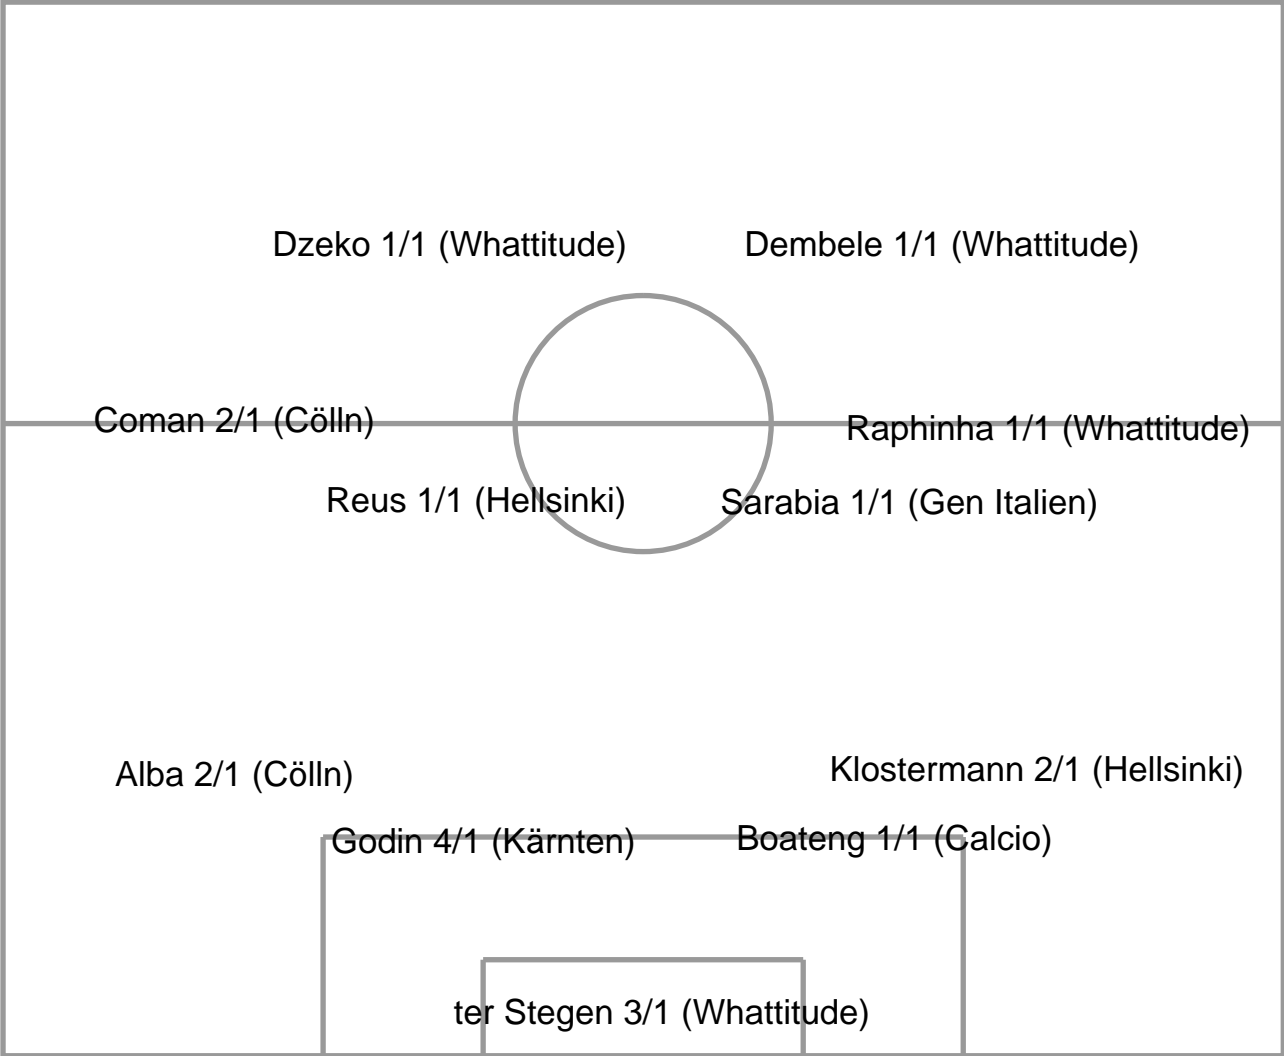 Dzeko 1/1 (Whattitude)
Dembele 1/1 (Whattitude)
Coman 2/1 (Cölln)
Raphinha 1/1 (Whattitude)
Reus 1/1 (Hellsinki)
Sarabia 1/1 (Gen Italien)
Alba 2/1 (Cölln)
Klostermann 2/1 (Hellsinki)
Godin 4/1 (Kärnten)
Boateng 1/1 (Calcio)
ter Stegen 3/1 (Whattitude)